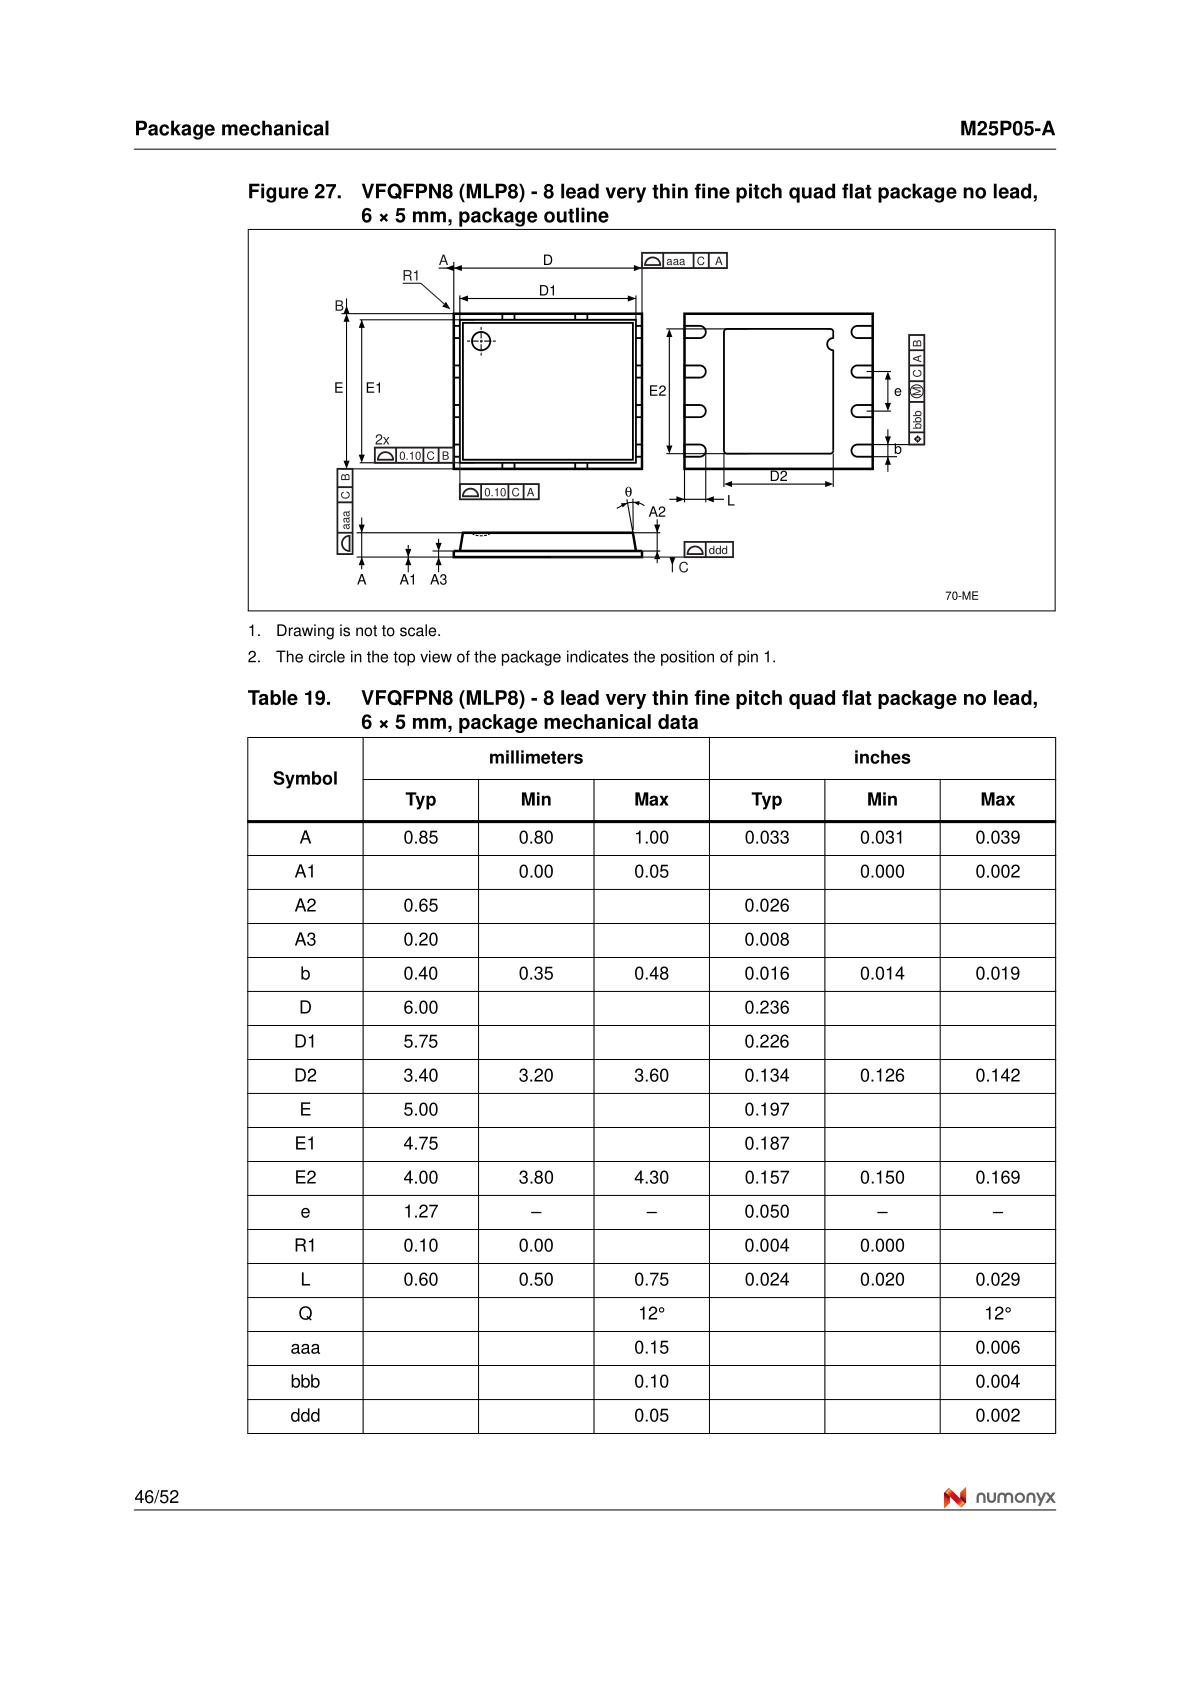 Package mechanical M25P05-A
Figure 27. VFQFPN8 (MLP8) - 8 lead very thin fine pitch quad flat package no lead,
6 × 5 mm, package outline
A D aaa C A
R1
D1
B
E E1 E2 e
bbb M C A B
2x
0.10 C B
b
D2
aaa C B
0.10 C A
θ
L
A2
ddd
C
A A1 A3
70-ME
1. Drawing is not to scale.
2. The circle in the top view of the package indicates the position of pin 1.
Table 19. VFQFPN8 (MLP8) - 8 lead very thin fine pitch quad flat package no lead,
6 × 5 mm, package mechanical data
Symbol millimeters inches
Typ Min Max Typ Min Max
A 0.85 0.80 1.00 0.033 0.031 0.039
A1 0.00 0.05 0.000 0.002
A2 0.65 0.026
A3 0.20 0.008
b 0.40 0.35 0.48 0.016 0.014 0.019
D 6.00 0.236
D1 5.75 0.226
D2 3.40 3.20 3.60 0.134 0.126 0.142
E 5.00 0.197
E1 4.75 0.187
E2 4.00 3.80 4.30 0.157 0.150 0.169
e 1.27 – – 0.050 – –
R1 0.10 0.00 0.004 0.000
L 0.60 0.50 0.75 0.024 0.020 0.029
Q 12° 12°
aaa 0.15 0.006
bbb 0.10 0.004
ddd 0.05 0.002
46/52 numonyx